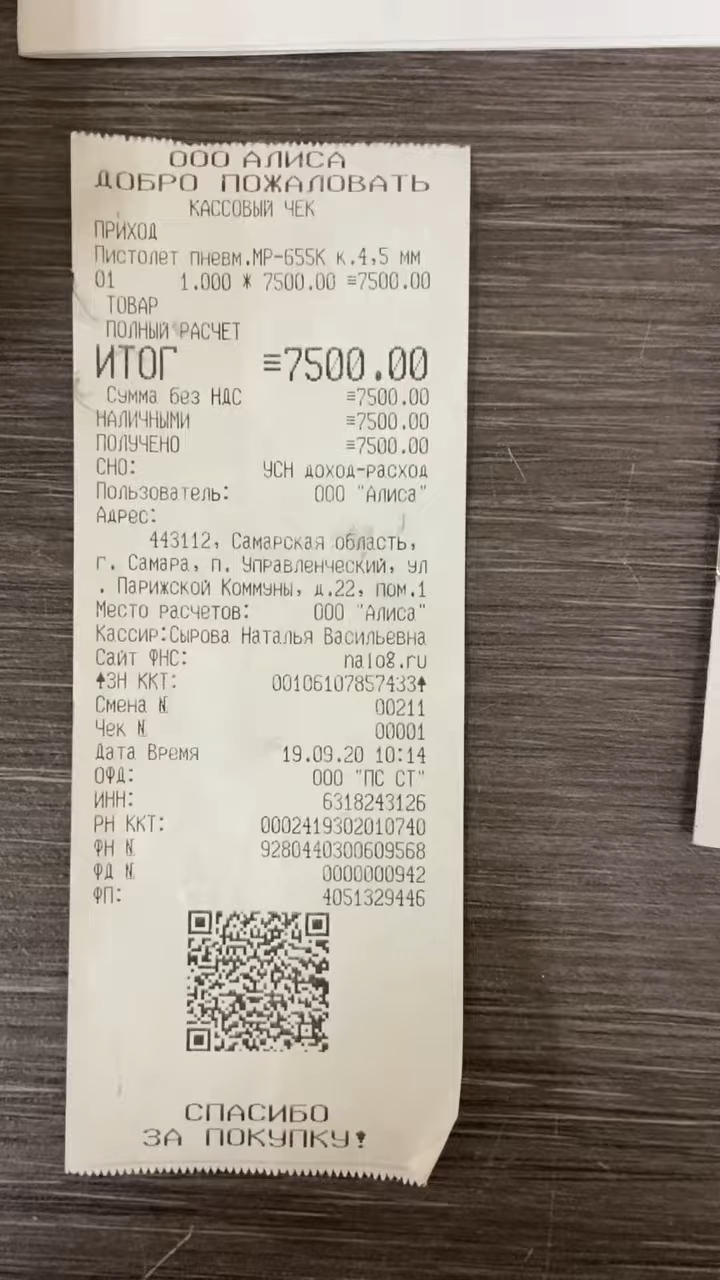 ООО АЛИСА
ДОБРО ПОЖАЛОВАТЬ
КАССОВЫЙ ЧЕК
ПРИХОД
Пистолет пневм.МР-655К к.4,5 мм
01 1.000 * 7500.00 ≡7500.00
ТОВАР
ПОЛНЫЙ РАСЧЕТ
ИТОГ ≡7500.00
Сумма без НДС ≡7500.00
НАЛИЧНЫМИ ≡7500.00
ПОЛУЧЕНО ≡7500.00
СНО: УСН доход-расход
Пользователь: ООО "Алиса"
Адрес:
443112, Самарская область,
г. Самара, п. Управленческий, ул
. Парижской Коммуны, д.22, пом.1
Место расчетов: ООО "Алиса"
Кассир:Сырова Наталья Васильевна
Сайт ФНС: nalog.ru
↑ЗН ККТ: 00106107857433↑
Смена № 00211
Чек № 00001
Дата Время 19.09.20 10:14
ОФД: ООО "ПС СТ"
ИНН: 6318243126
РН ККТ: 0002419302010740
ФН № 9280440300609568
ФД № 0000000942
ФП: 4051329446
СПАСИБО
ЗА ПОКУПКУ!